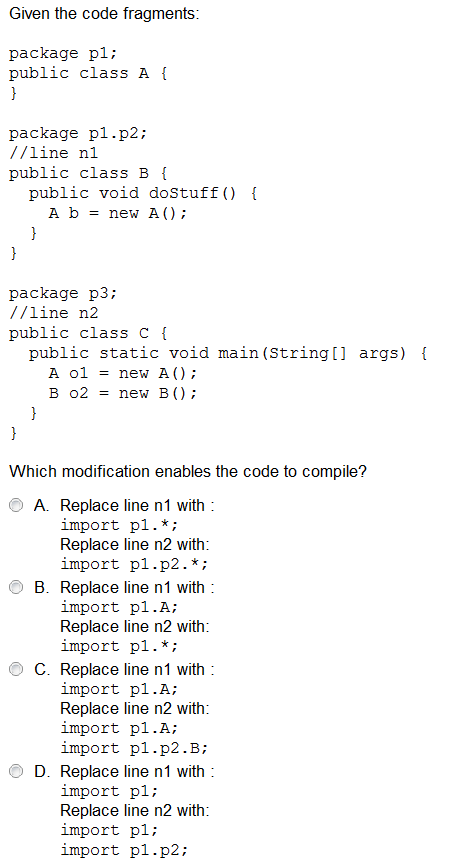 Given the code fragments:
package p1;
public class A {
}
package p1.p2;
//line n1
public class B {
public void doStuff() {
A b = new A();
}
}
package p3;
//line n2
public class C {
public static void main(String[] args) {
A o1 = new A();
B o2 = new B();
}
}
Which modification enables the code to compile?
A. Replace line n1 with :
import p1.*;
Replace line n2 with:
import p1.p2.*;
B. Replace line n1 with :
import p1.A;
Replace line n2 with:
import p1.*;
C. Replace line n1 with :
import p1.A;
Replace line n2 with:
import p1.A;
import p1.p2.B;
D. Replace line n1 with :
import p1;
Replace line n2 with:
import p1;
import p1.p2;